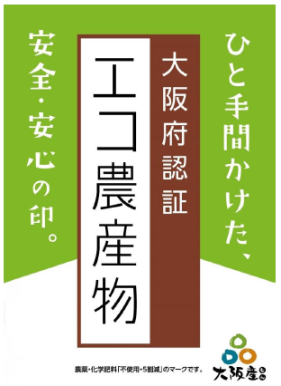 ひと手間かけた、
大阪府認証
エコ農産物
安全・安心の印。
農薬・化学肥料「不使用・5割減」のマークです。
大阪産